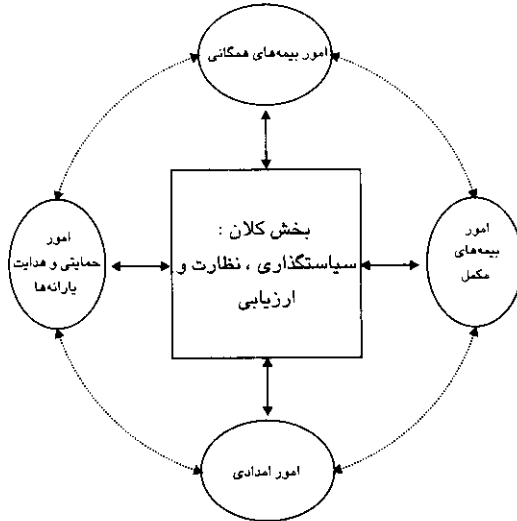 امور بیمه‌های همگانی
بخش کلان :
سیاستگذاری ، نظارت و
ارزیابی
امور
بیمه‌های
مکمل
امور
حمایتی و هدایت
یارانه‌ها
امور امدادی